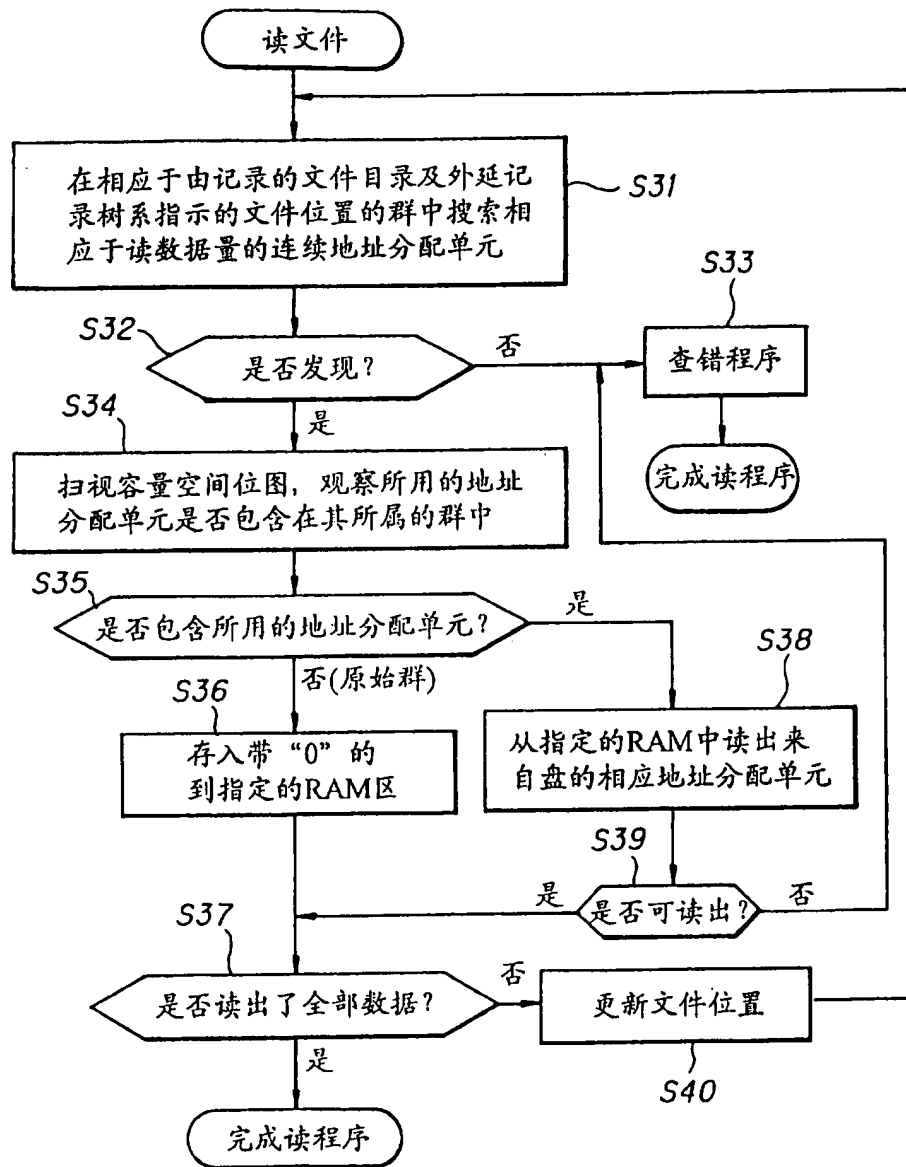 读文件
在相应于由记录的文件目录及外延记
录树系指示的文件位置的群中搜索相
应于读数据量的连续地址分配单元
S31
S32
是否发现?
否
S33
查错程序
完成读程序
是
S34
扫视容量空间位图，观察所用的地址
分配单元是否包含在其所属的群中
S35
是否包含所用的地址分配单元?
是
否(原始群)
S36
存入带“0”的
到指定的RAM区
S38
从指定的RAM中读出来
自盘的相应地址分配单元
S39
是否可读出?
是
否
S37
是否读出了全部数据?
否
更新文件位置
S40
是
完成读程序